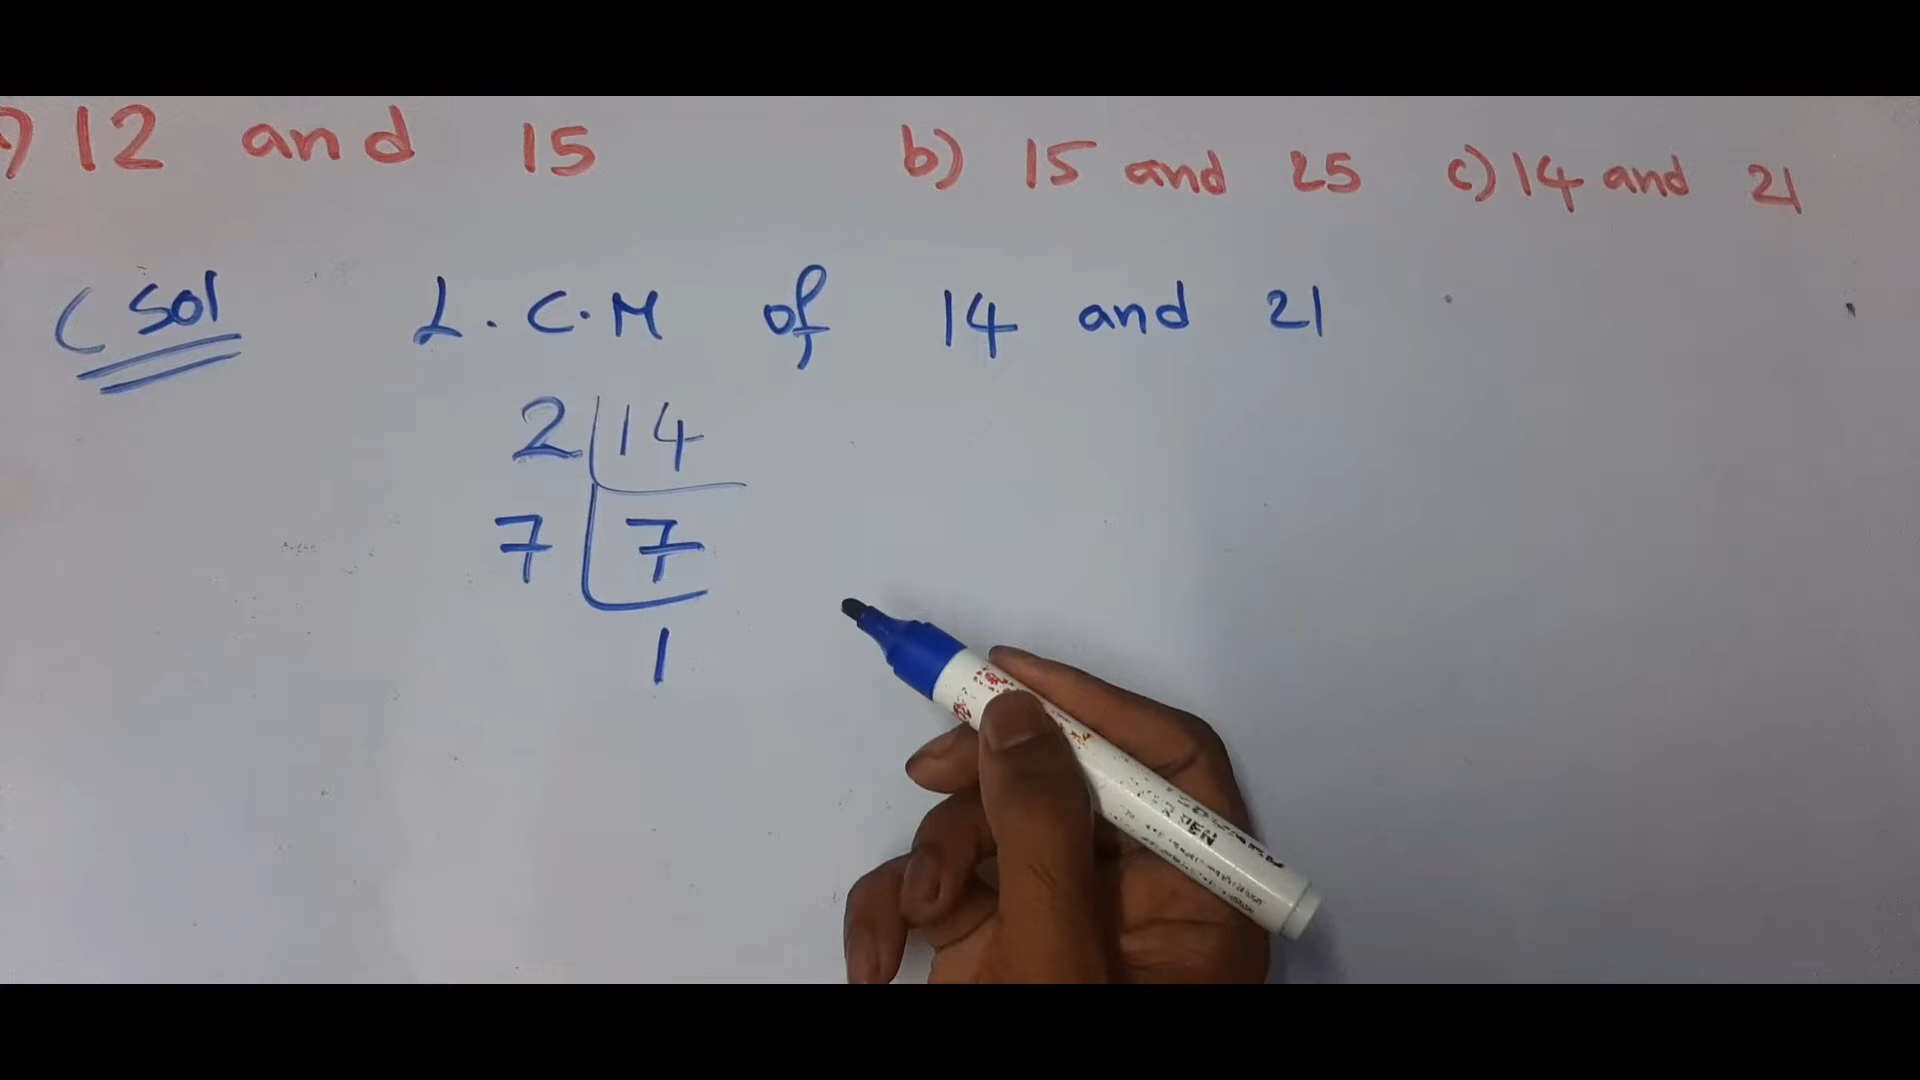 ) 12 and 15 b) 15 and 25 c) 14 and 21
C Sol L.C.M of 14 and 21
2 14
7 7
1